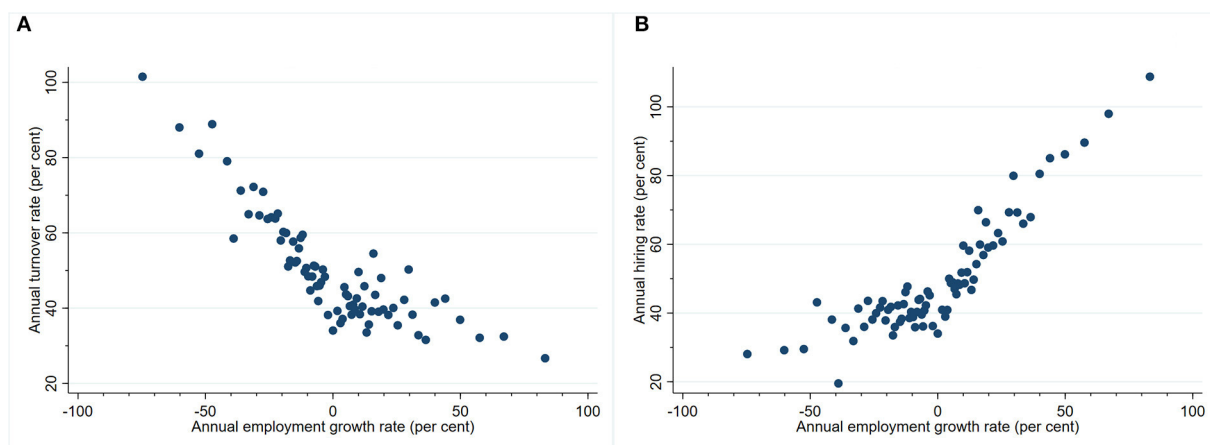 A
Annual turnover rate (per cent)
100
80
60
40
20
-100 -50 0 50 100
Annual employment growth rate (per cent)
B
Annual hiring rate (per cent)
100
80
60
40
20
-100 -50 0 50 100
Annual employment growth rate (per cent)